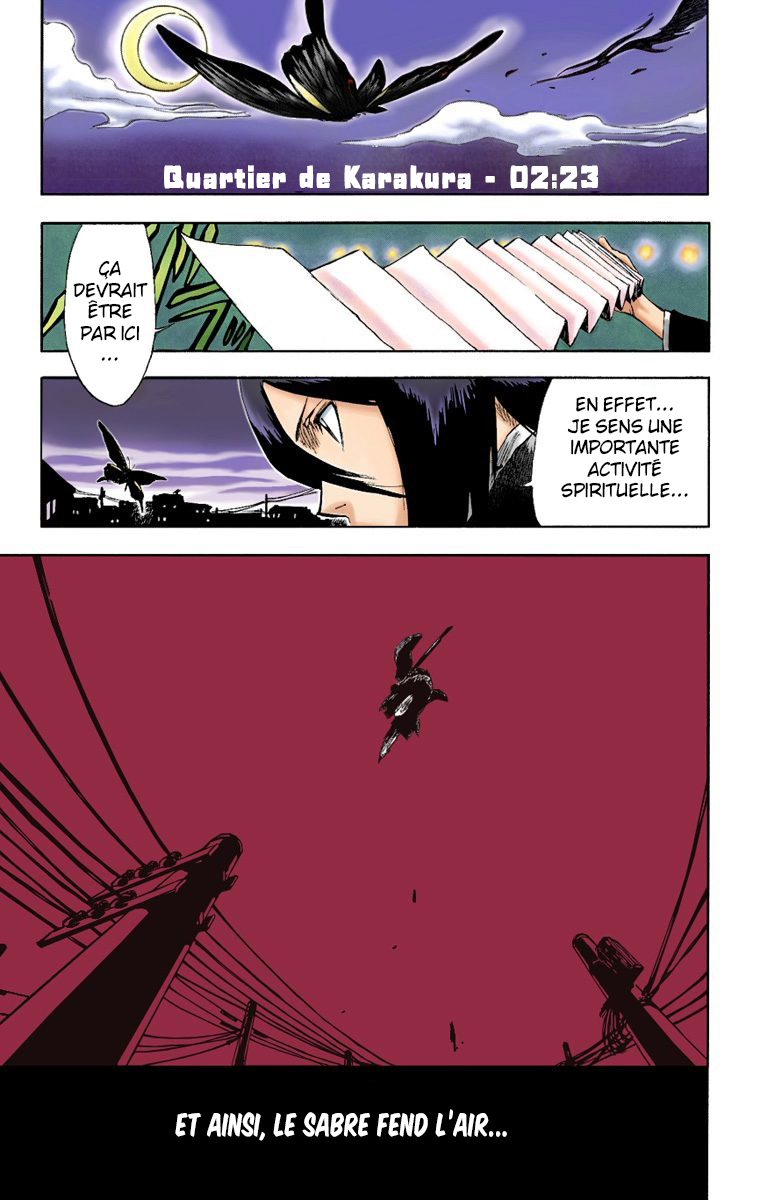 Quartier de Karakura - 02:23
ÇA
DEVRAIT
ÊTRE
PAR ICI
...
EN EFFET...
JE SENS UNE
IMPORTANTE
ACTIVITÉ
SPIRITUELLE...
ET AINSI, LE SABRE FEND L'AIR...